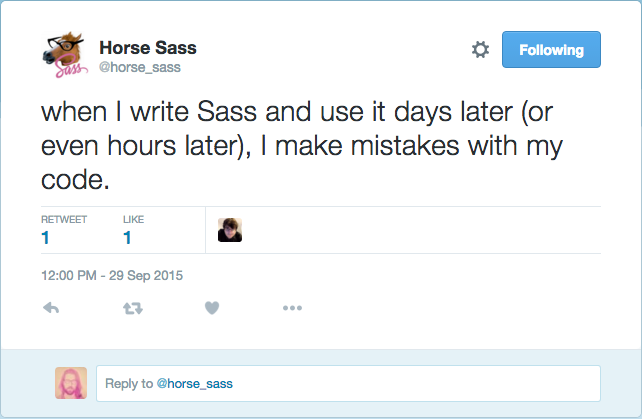 Horse Sass
@horse_sass
Following
Sass
when I write Sass and use it days later (or
even hours later), I make mistakes with my
code.
RETWEET LIKE
1 1
12:00 PM - 29 Sep 2015
Reply to @horse_sass